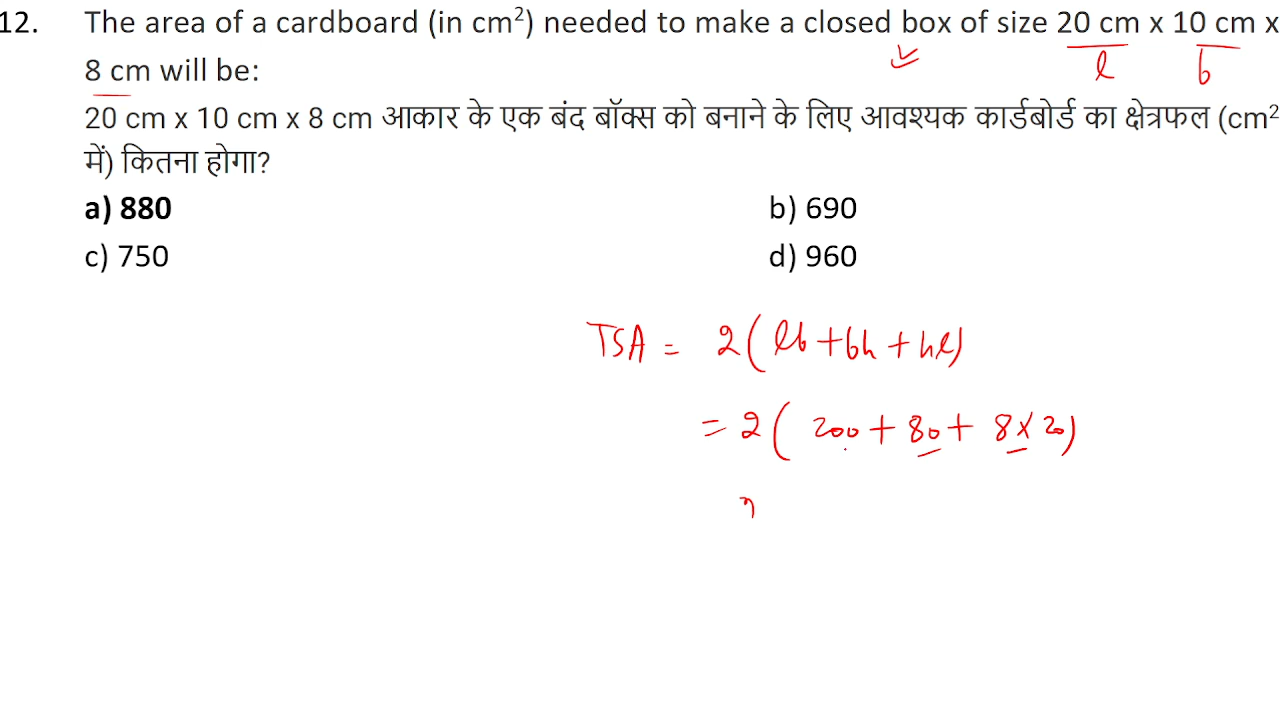 12. The area of a cardboard (in cm²) needed to make a closed box of size 20 cm x 10 cm x
8 cm will be:
l b
20 cm x 10 cm x 8 cm आकार के एक बंद बॉक्स को बनाने के लिए आवश्यक कार्डबोर्ड का क्षेत्रफल (cm²
में) कितना होगा?
a) 880 b) 690
c) 750 d) 960
TSA = 2(lb+bh+hl)
= 2(200+80+8x20)